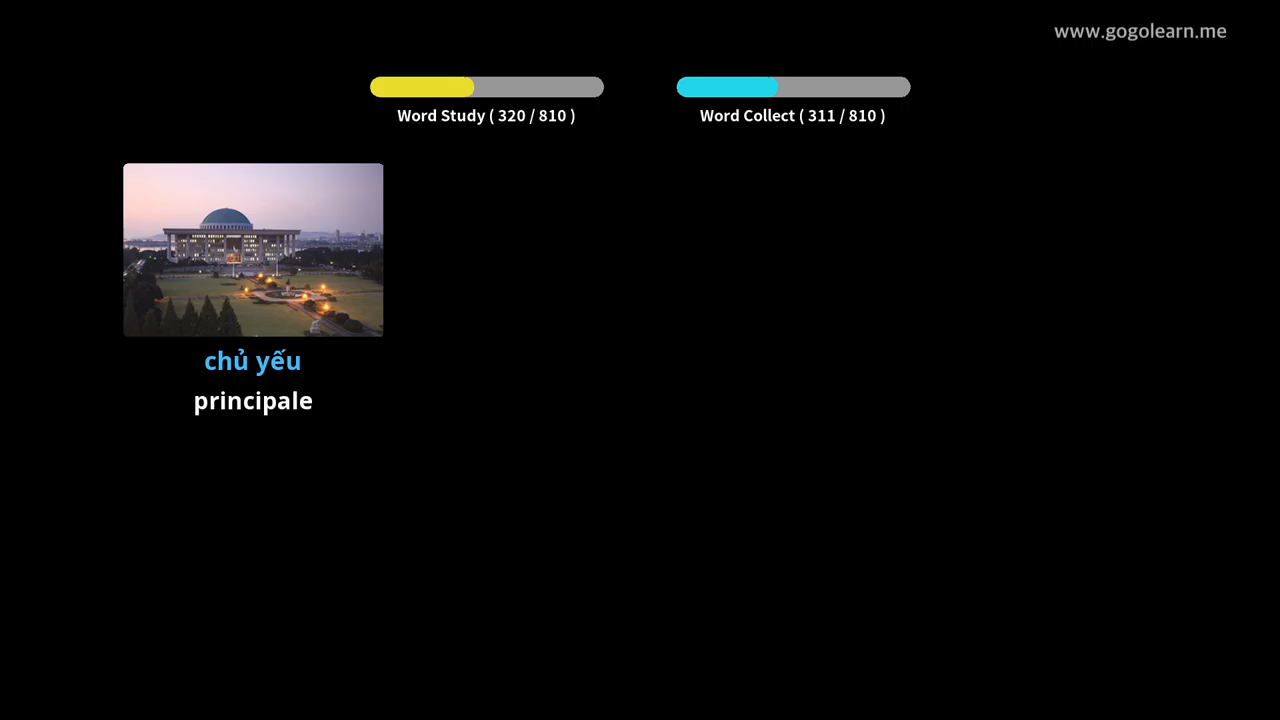 www.gogolearn.me
Word Study ( 320 / 810 )
Word Collect ( 311 / 810 )
chủ yếu
principale